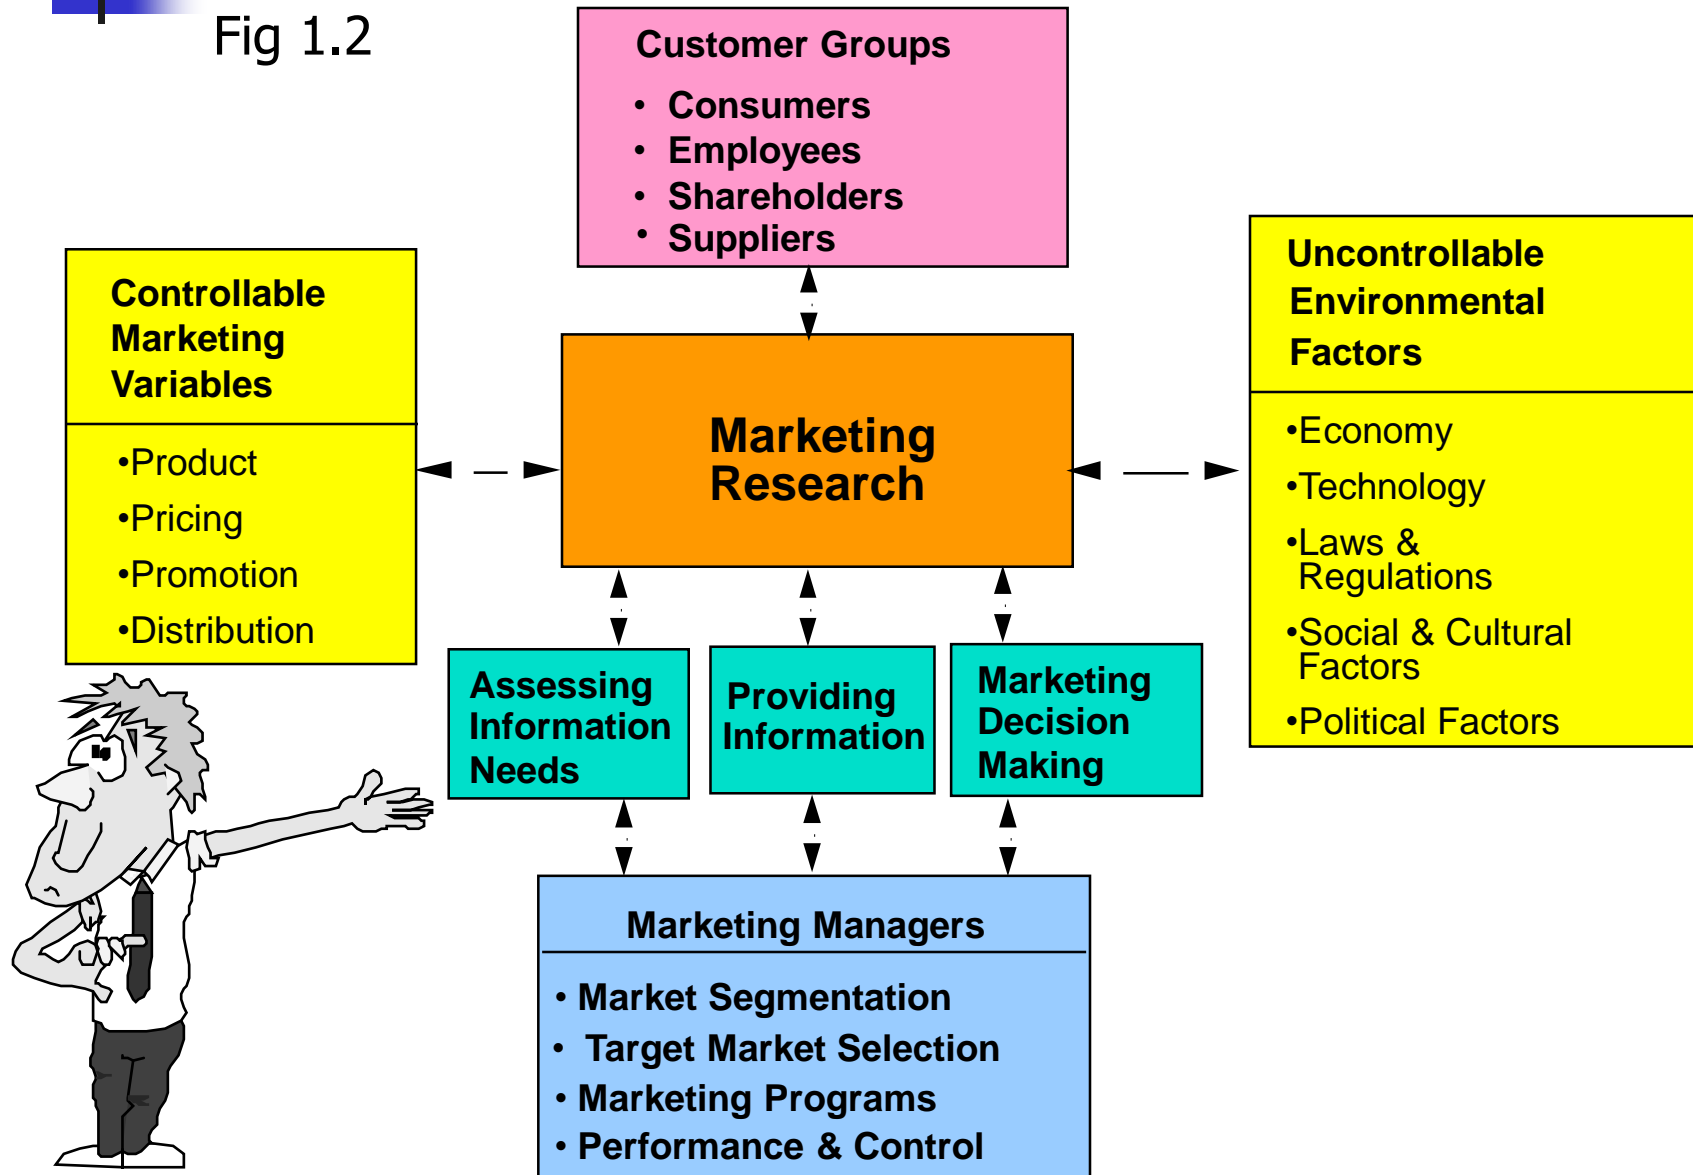 Fig 1.2
Customer Groups
• Consumers
• Employees
• Shareholders
• Suppliers
Controllable
Marketing
Variables
•Product
•Pricing
•Promotion
•Distribution
Marketing
Research
Uncontrollable
Environmental
Factors
•Economy
•Technology
•Laws &
Regulations
•Social & Cultural
Factors
•Political Factors
Assessing
Information
Needs
Providing
Information
Marketing
Decision
Making
Marketing Managers
• Market Segmentation
• Target Market Selection
• Marketing Programs
• Performance & Control